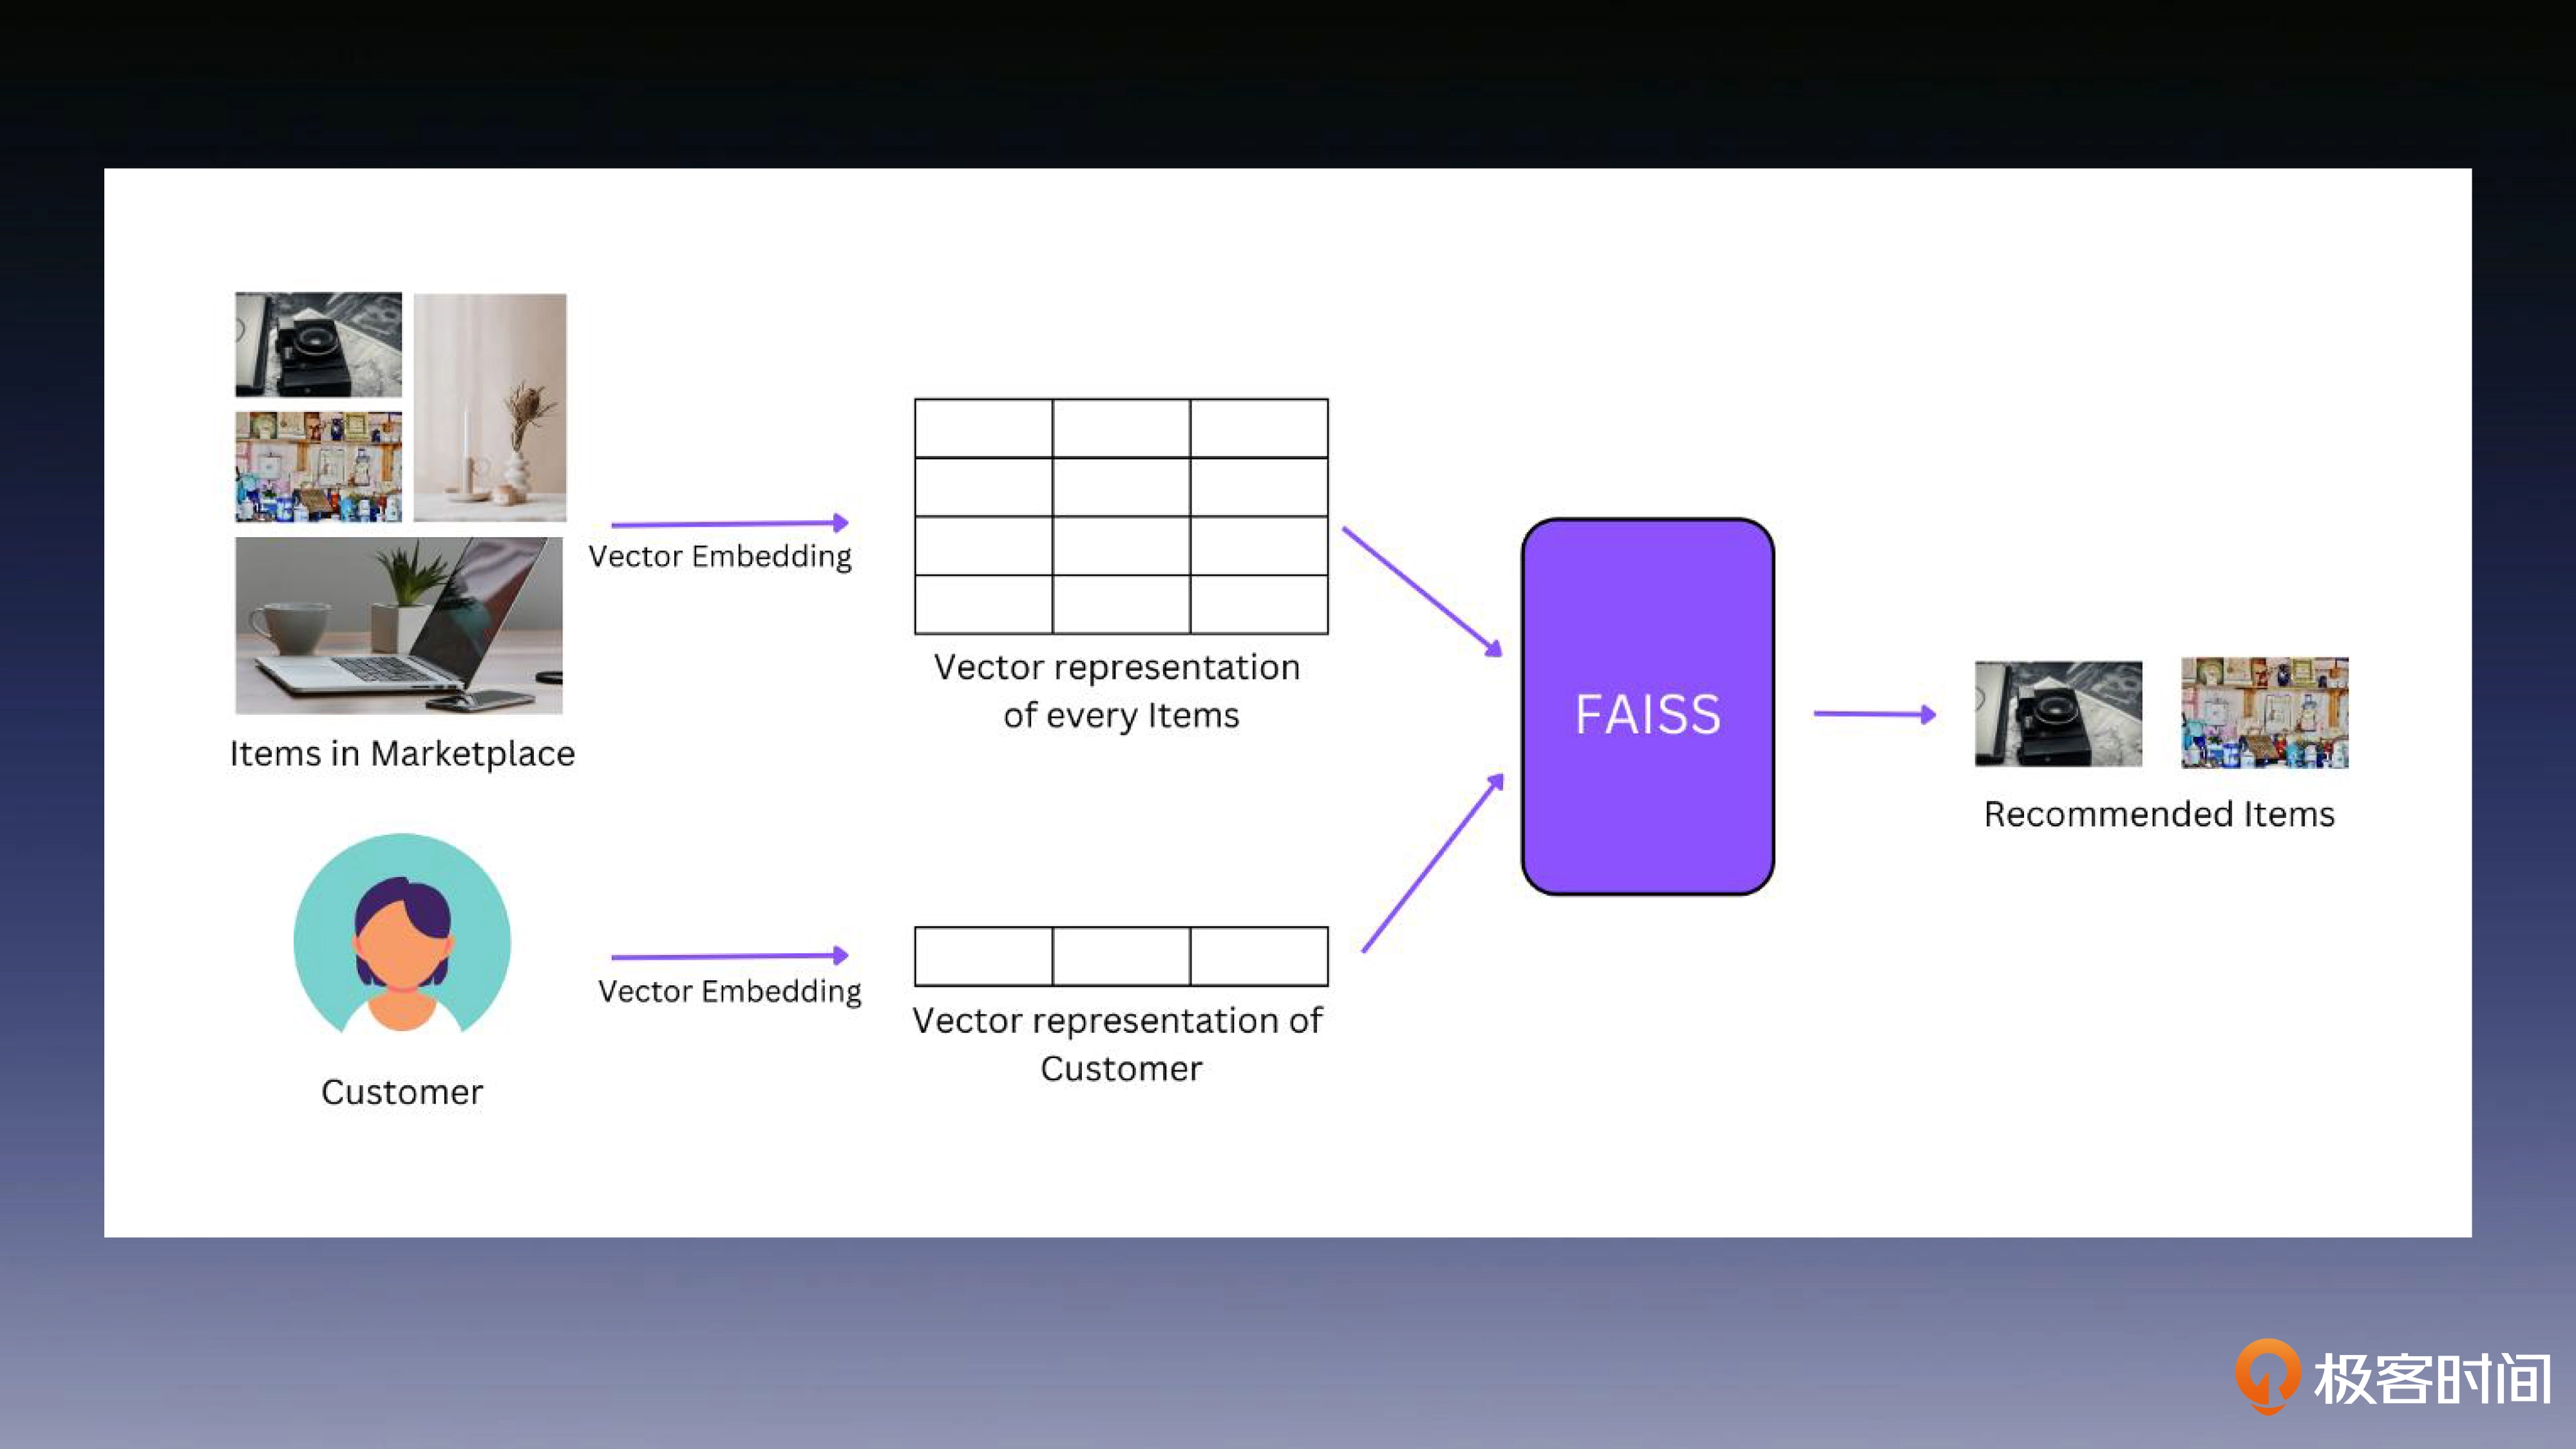 Vector Embedding
Items in Marketplace
Vector representation
of every Items
FAISS
Recommended Items
Vector Embedding
Customer
Vector representation of
Customer
极客时间